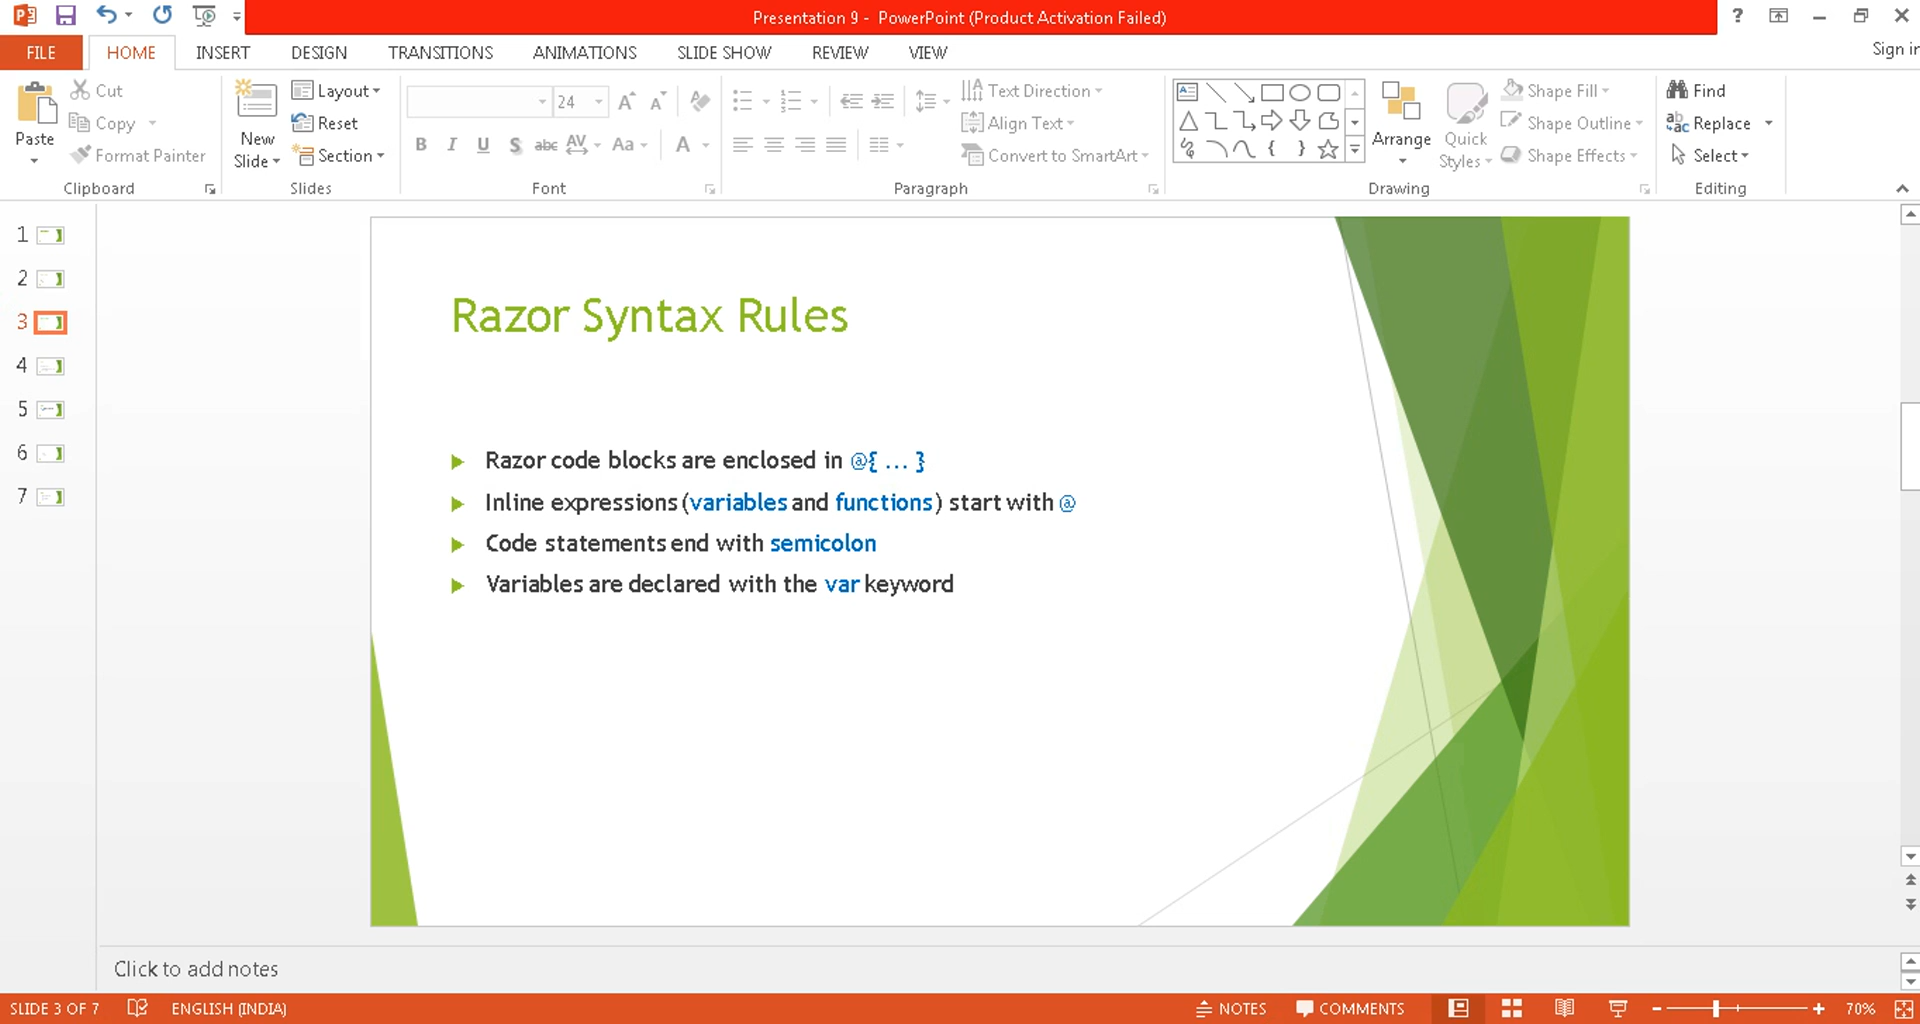 Presentation 9 - PowerPoint (Product Activation Failed)
FILE HOME INSERT DESIGN TRANSITIONS ANIMATIONS SLIDE SHOW REVIEW VIEW Sign in
Paste
Cut
Copy
Format Painter
Clipboard
New Slide
Layout
Reset
Section
Slides
24
B I U S abc AV Aa A
Font
Text Direction
Align Text
Convert to SmartArt
Paragraph
Arrange
Quick Styles
Shape Fill
Shape Outline
Shape Effects
Drawing
Find
Replace
Select
Editing
1
2
3
4
5
6
7
Razor Syntax Rules
Razor code blocks are enclosed in @{ ... }
Inline expressions (variables and functions) start with @
Code statements end with semicolon
Variables are declared with the var keyword
Click to add notes
SLIDE 3 OF 7 ENGLISH (INDIA) NOTES COMMENTS 70%